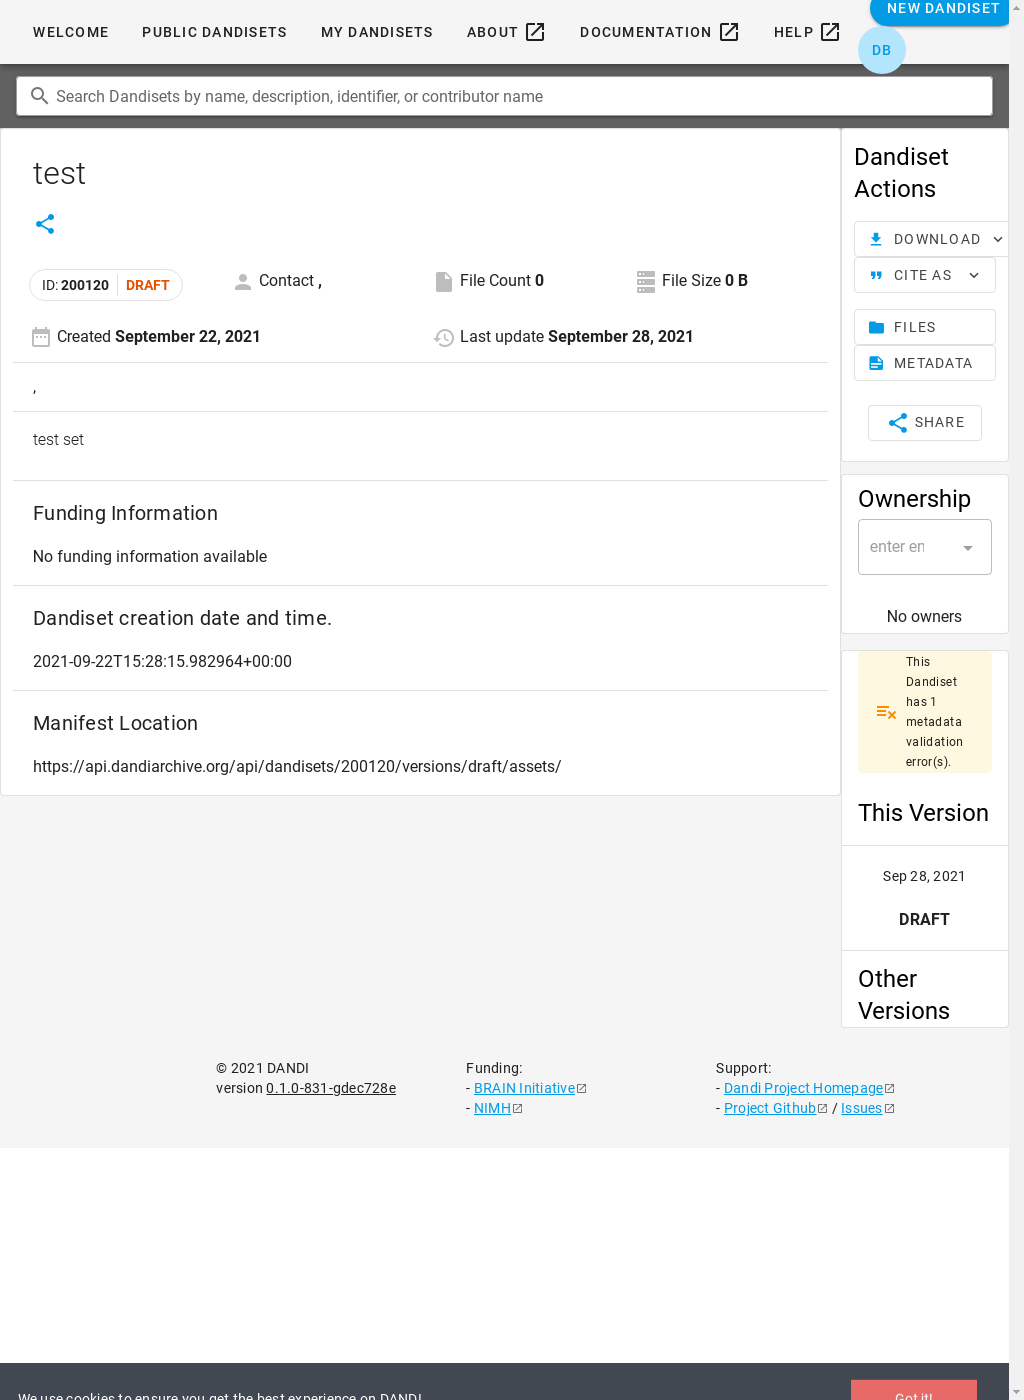 WELCOME
PUBLIC DANDISETS
MY DANDISETS
ABOUT
DOCUMENTATION
HELP
NEW DANDISET
DB
Search Dandisets by name, description, identifier, or contributor name
test
ID: 200120 DRAFT
Contact ,
File Count 0
File Size 0 B
Created September 22, 2021
Last update September 28, 2021
,
test set
Funding Information
No funding information available
Dandiset creation date and time.
2021-09-22T15:28:15.982964+00:00
Manifest Location
https://api.dandiarchive.org/api/dandisets/200120/versions/draft/assets/
Dandiset
Actions
DOWNLOAD
CITE AS
FILES
METADATA
SHARE
Ownership
enter en
No owners
This
Dandiset
has 1
metadata
validation
error(s).
This Version
Sep 28, 2021
DRAFT
Other
Versions
© 2021 DANDI
version 0.1.0-831-gdec728e
Funding:
- BRAIN Initiative
- NIMH
Support:
- Dandi Project Homepage
- Project Github / Issues
We use cookies to ensure you get the best experience on DANDI.
Got it!